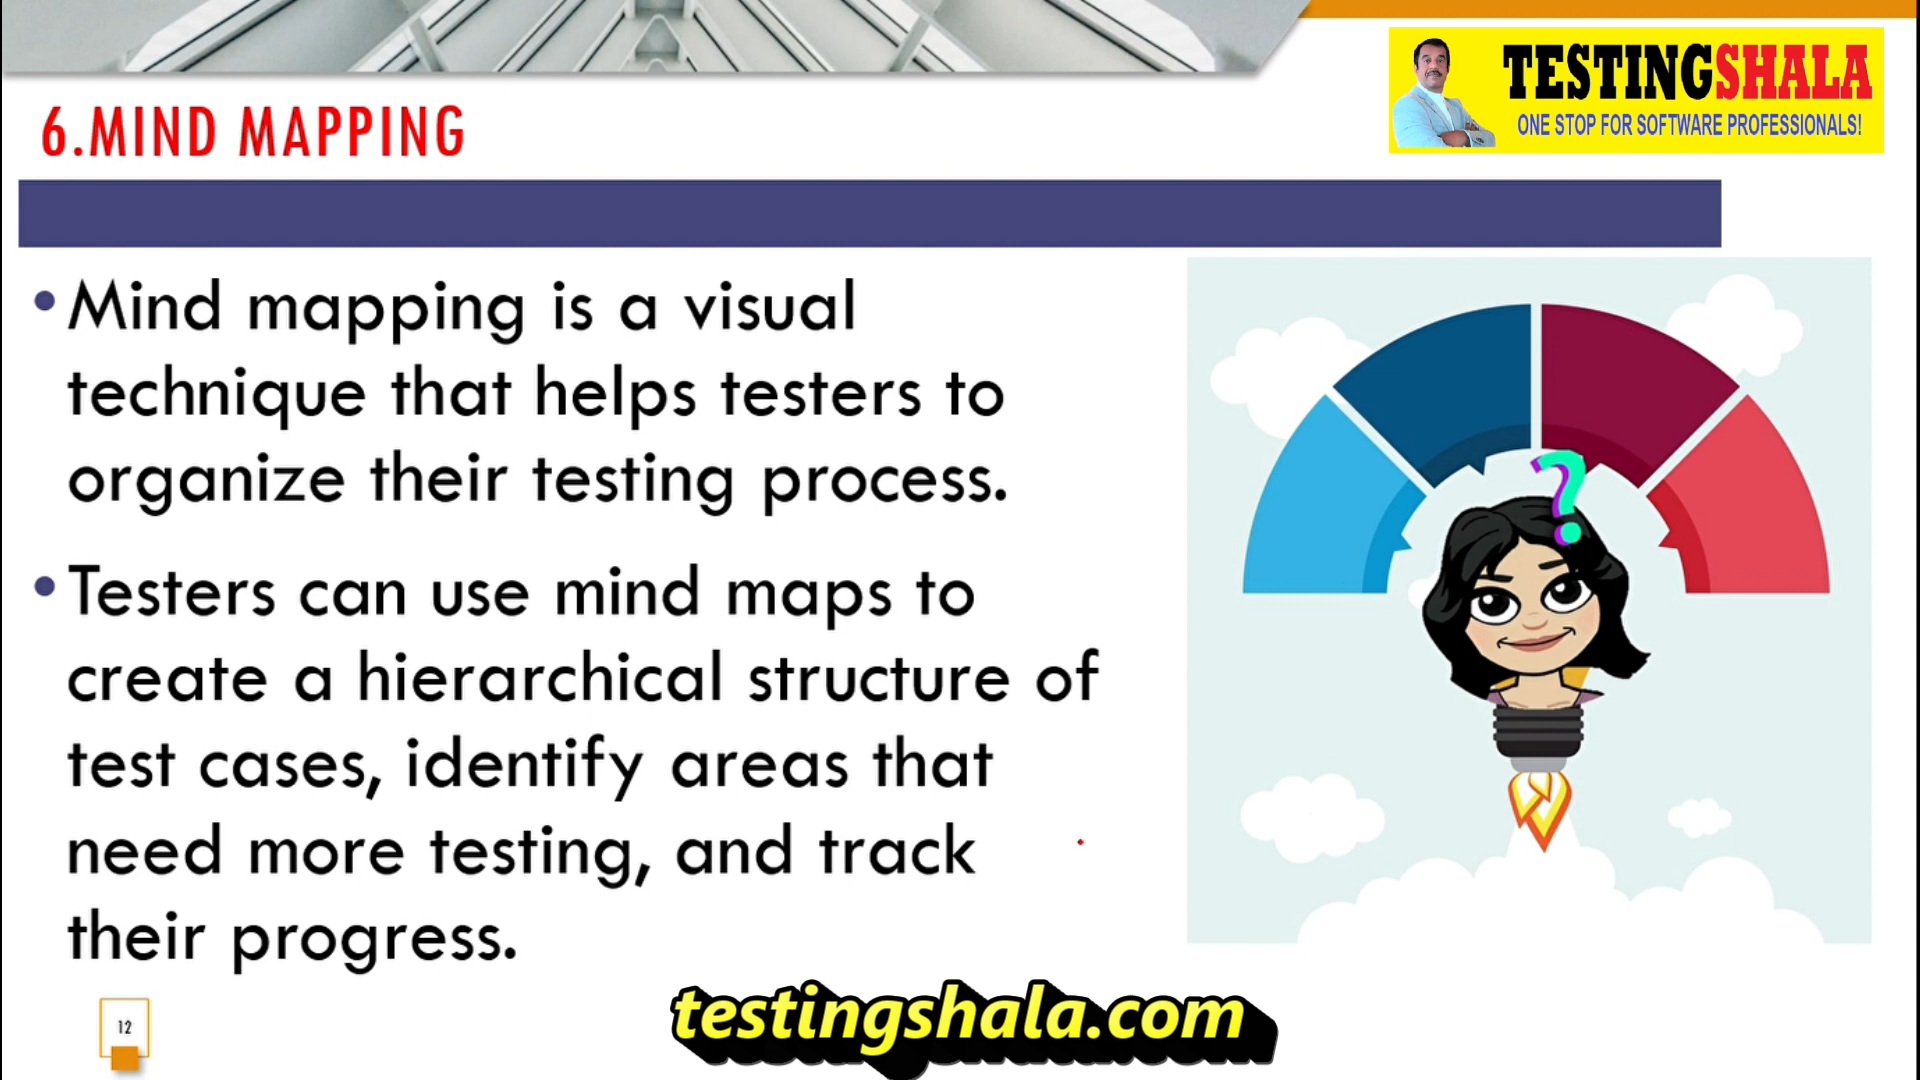 TESTINGSHALA
ONE STOP FOR SOFTWARE PROFESSIONALS!
6.MIND MAPPING
•Mind mapping is a visual
technique that helps testers to
organize their testing process.
•Testers can use mind maps to
create a hierarchical structure of
test cases, identify areas that
need more testing, and track
their progress.
?
12
testingshala.com